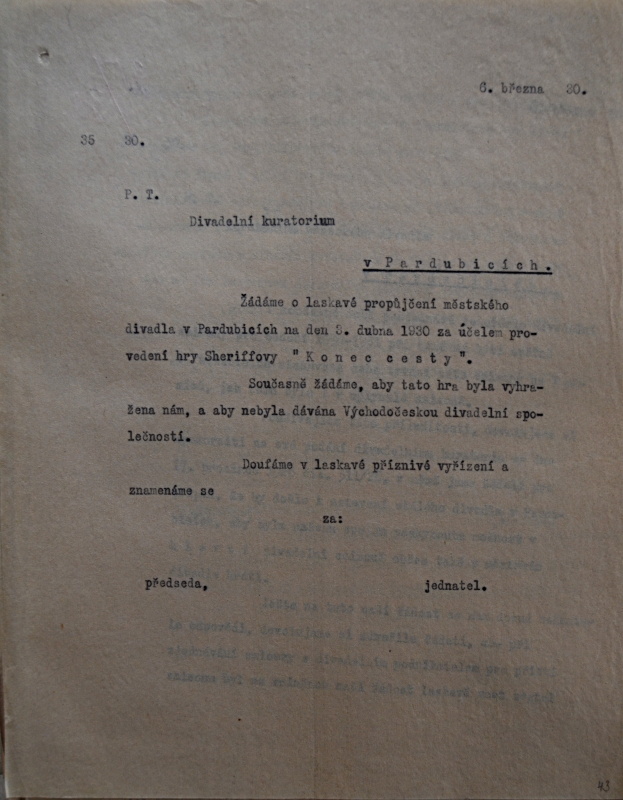 6. března 30.
35 30.
P. T.
Divadelní kuratorium
v Pardubicích.
Žádáme o laskavé propůjčení městského
divadla v Pardubicích na den 3. dubna 1930 za účelem pro-
vedení hry Sheriffovy "Konec cesty".
Současně žádáme, aby tato hra byla vyhra-
žena nám, a aby nebyla dávána Východočeskou divadelní spo-
lečností.
Doufáme v laskavé příznivé vyřízení a
znamenáme se
za:
předseda, jednatel.
43